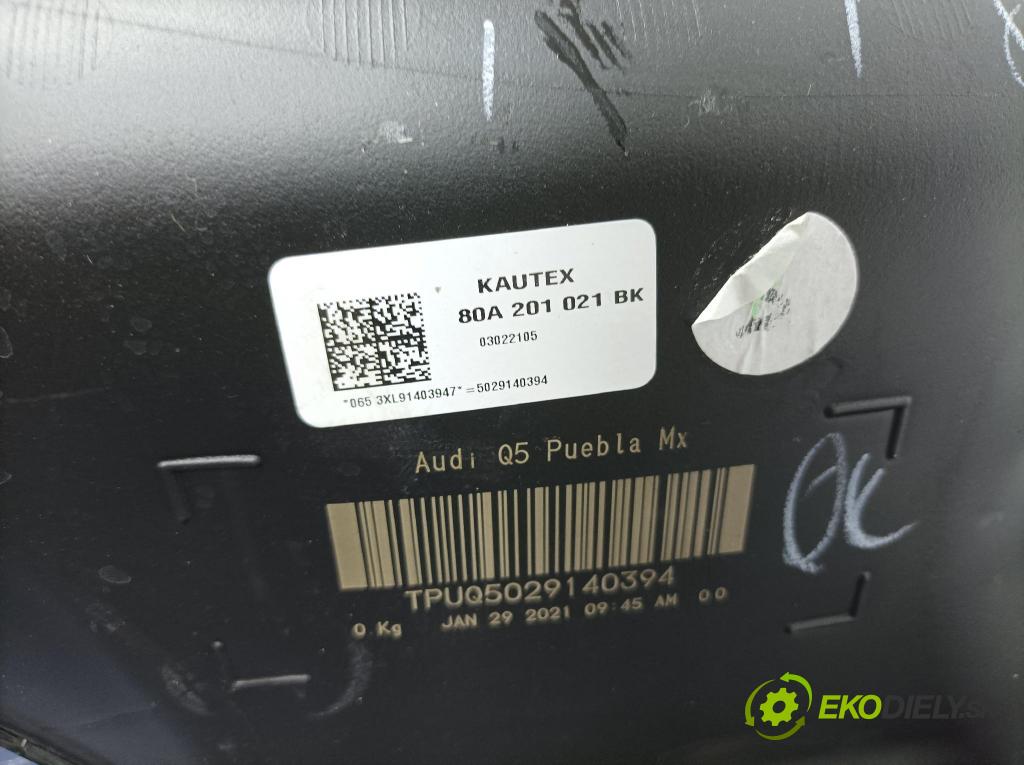 KAUTEX
80A 201 021 BK
03022105
*065 3XL91403947* = 5029140394
Audi Q5 Puebla Mx
TPUQ5029140394
0 Kg JAN 29 2021 09:45 AM 00
OK
EKODIELY.s